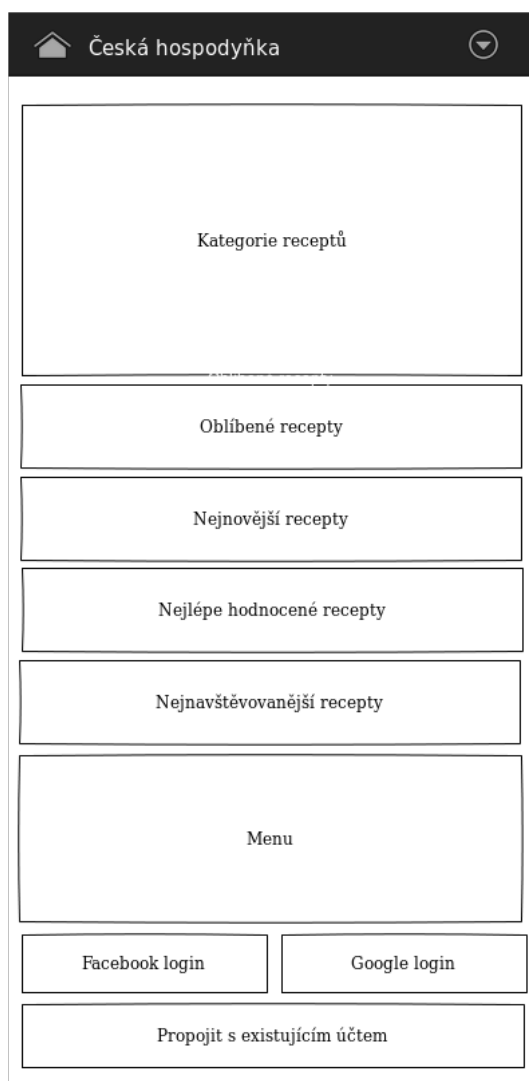 Česká hospodyňka
Kategorie receptů
Oblíbené recepty
Nejnovější recepty
Nejlépe hodnocené recepty
Nejnavštěvovanější recepty
Menu
Facebook login
Google login
Propojit s existujícím účtem